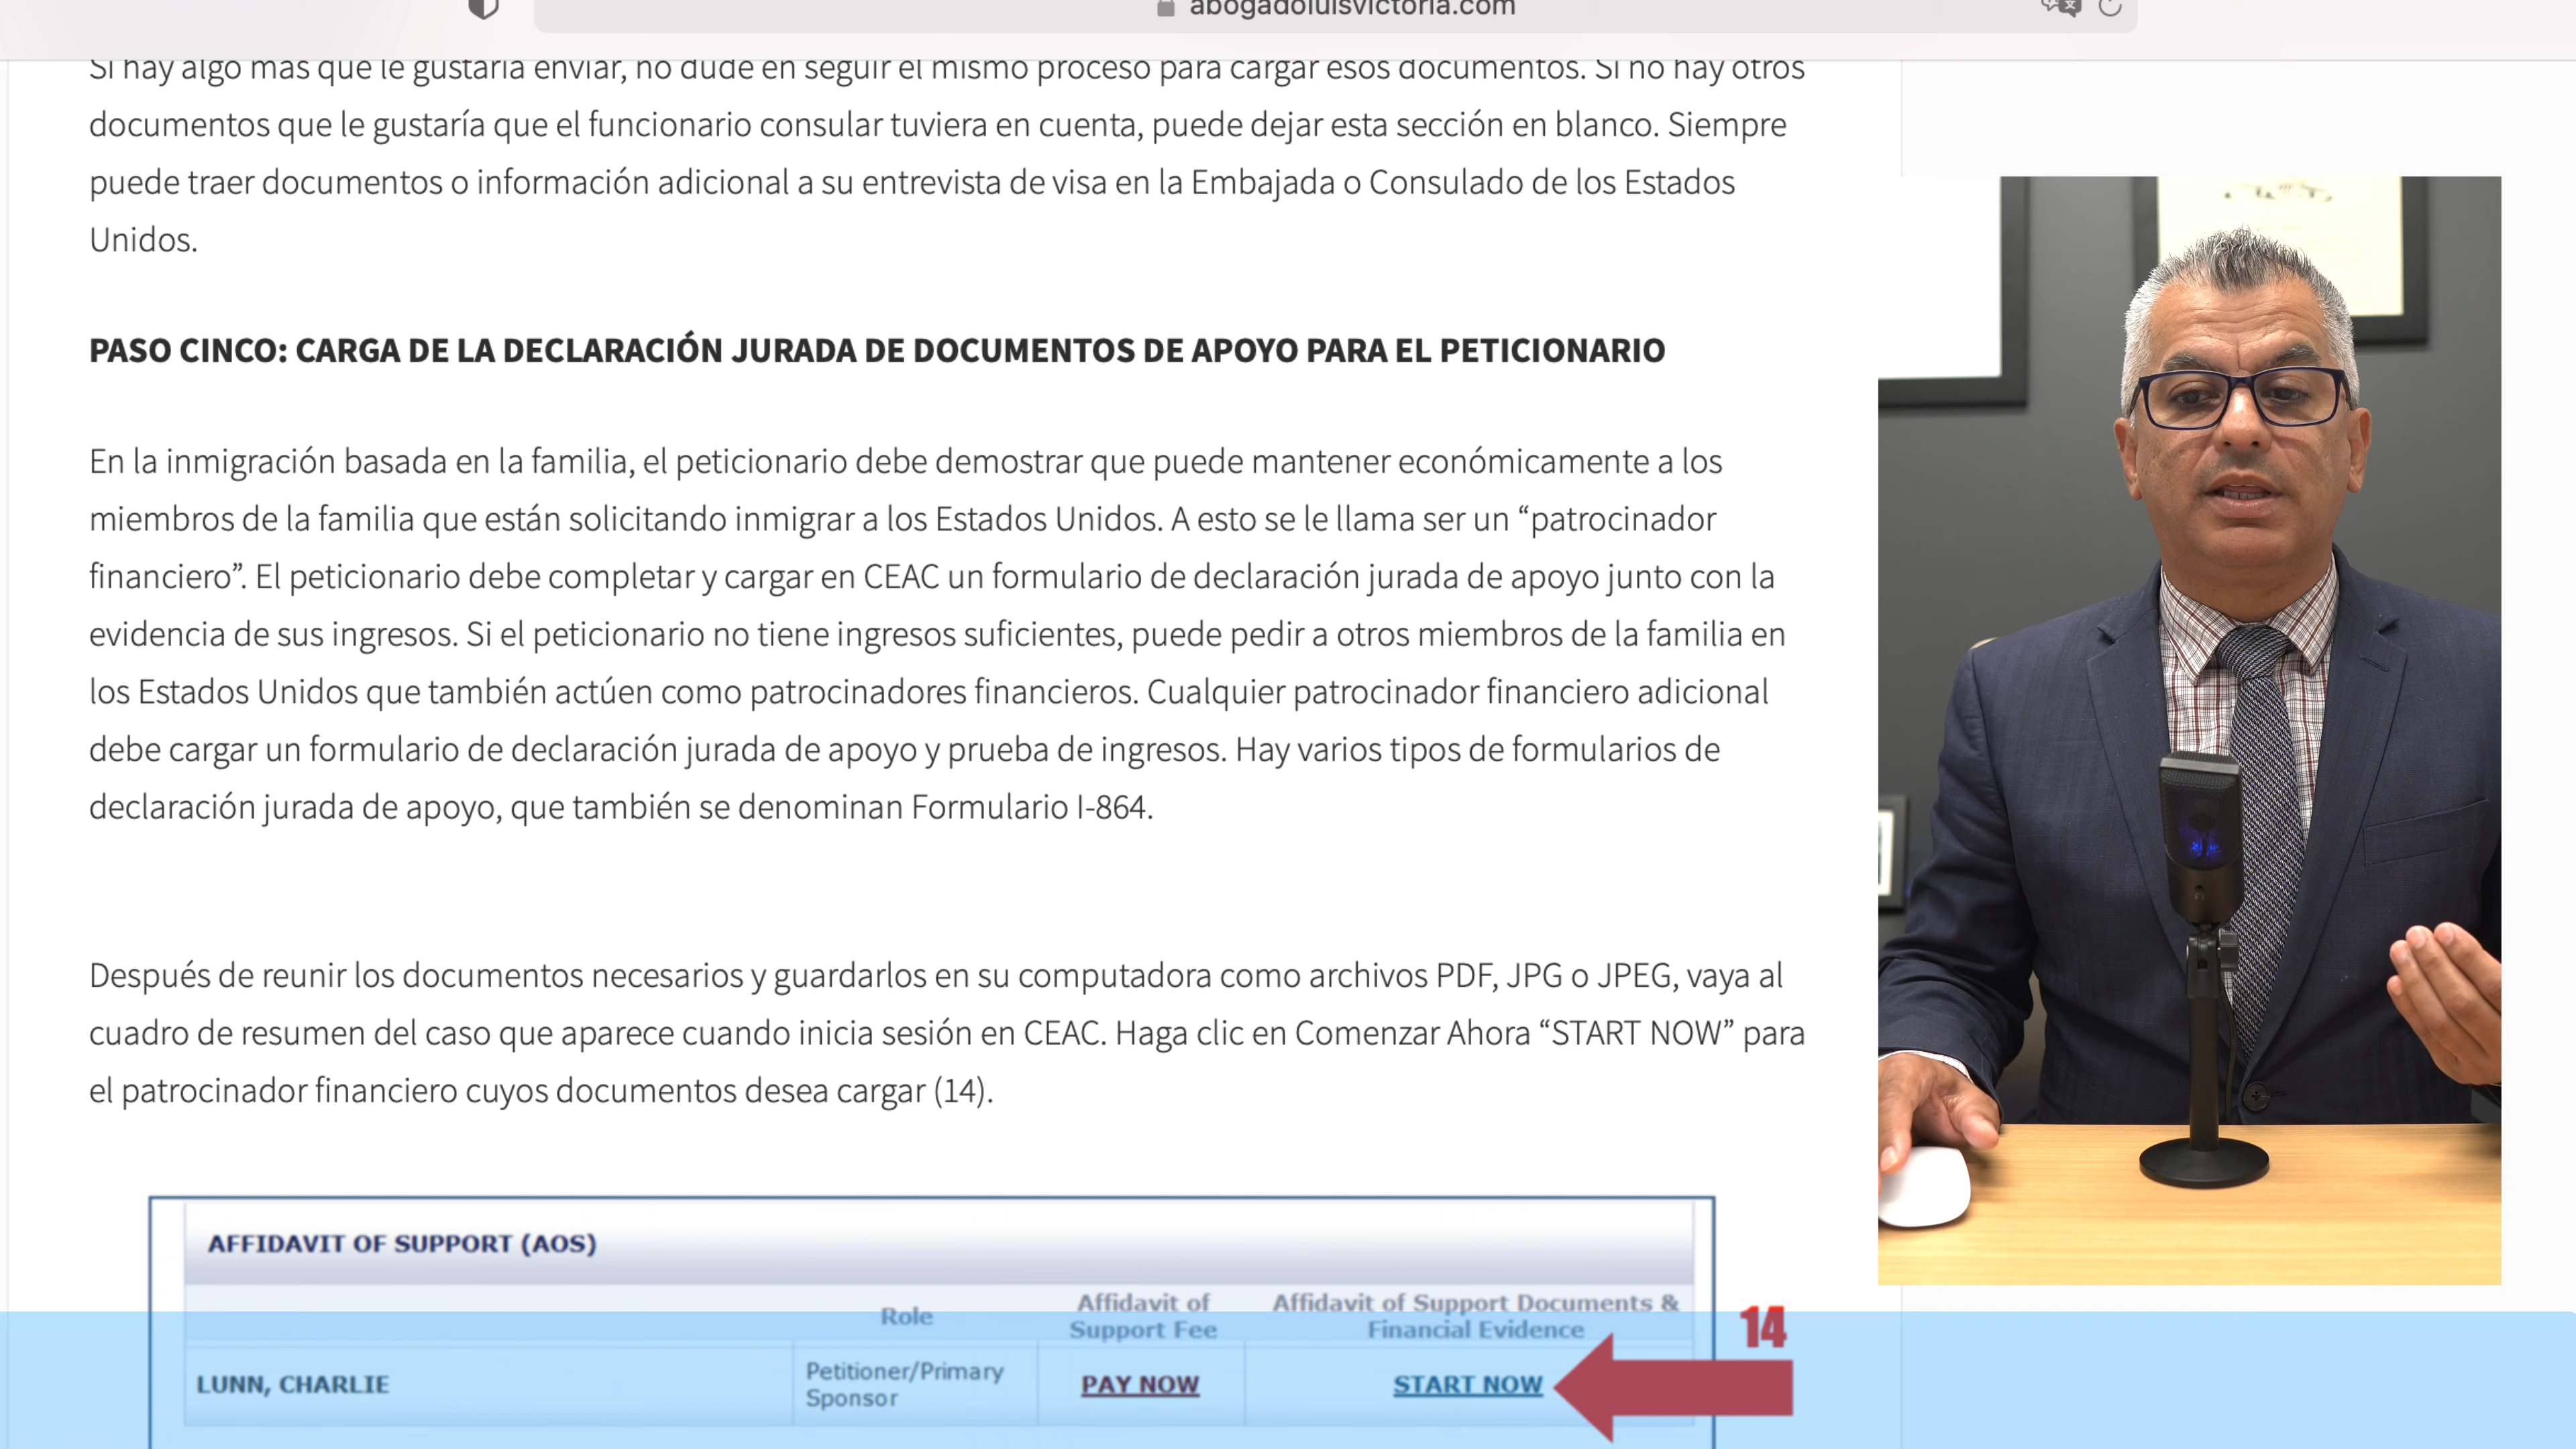 abogadoluisvictoria.com
Si hay algo más que le gustaría enviar, no dude en seguir el mismo proceso para cargar esos documentos. Si no hay otros
documentos que le gustaría que el funcionario consular tuviera en cuenta, puede dejar esta sección en blanco. Siempre
puede traer documentos o información adicional a su entrevista de visa en la Embajada o Consulado de los Estados
Unidos.
PASO CINCO: CARGA DE LA DECLARACIÓN JURADA DE DOCUMENTOS DE APOYO PARA EL PETICIONARIO
En la inmigración basada en la familia, el peticionario debe demostrar que puede mantener económicamente a los
miembros de la familia que están solicitando inmigrar a los Estados Unidos. A esto se le llama ser un “patrocinador
financiero”. El peticionario debe completar y cargar en CEAC un formulario de declaración jurada de apoyo junto con la
evidencia de sus ingresos. Si el peticionario no tiene ingresos suficientes, puede pedir a otros miembros de la familia en
los Estados Unidos que también actúen como patrocinadores financieros. Cualquier patrocinador financiero adicional
debe cargar un formulario de declaración jurada de apoyo y prueba de ingresos. Hay varios tipos de formularios de
declaración jurada de apoyo, que también se denominan Formulario I-864.
Después de reunir los documentos necesarios y guardarlos en su computadora como archivos PDF, JPG o JPEG, vaya al
cuadro de resumen del caso que aparece cuando inicia sesión en CEAC. Haga clic en Comenzar Ahora “START NOW” para
el patrocinador financiero cuyos documentos desea cargar (14).
AFFIDAVIT OF SUPPORT (AOS)
Role
Affidavit of
Support Fee
Affidavit of Support Documents &
Financial Evidence
14
LUNN, CHARLIE
Petitioner/Primary
Sponsor
PAY NOW
START NOW